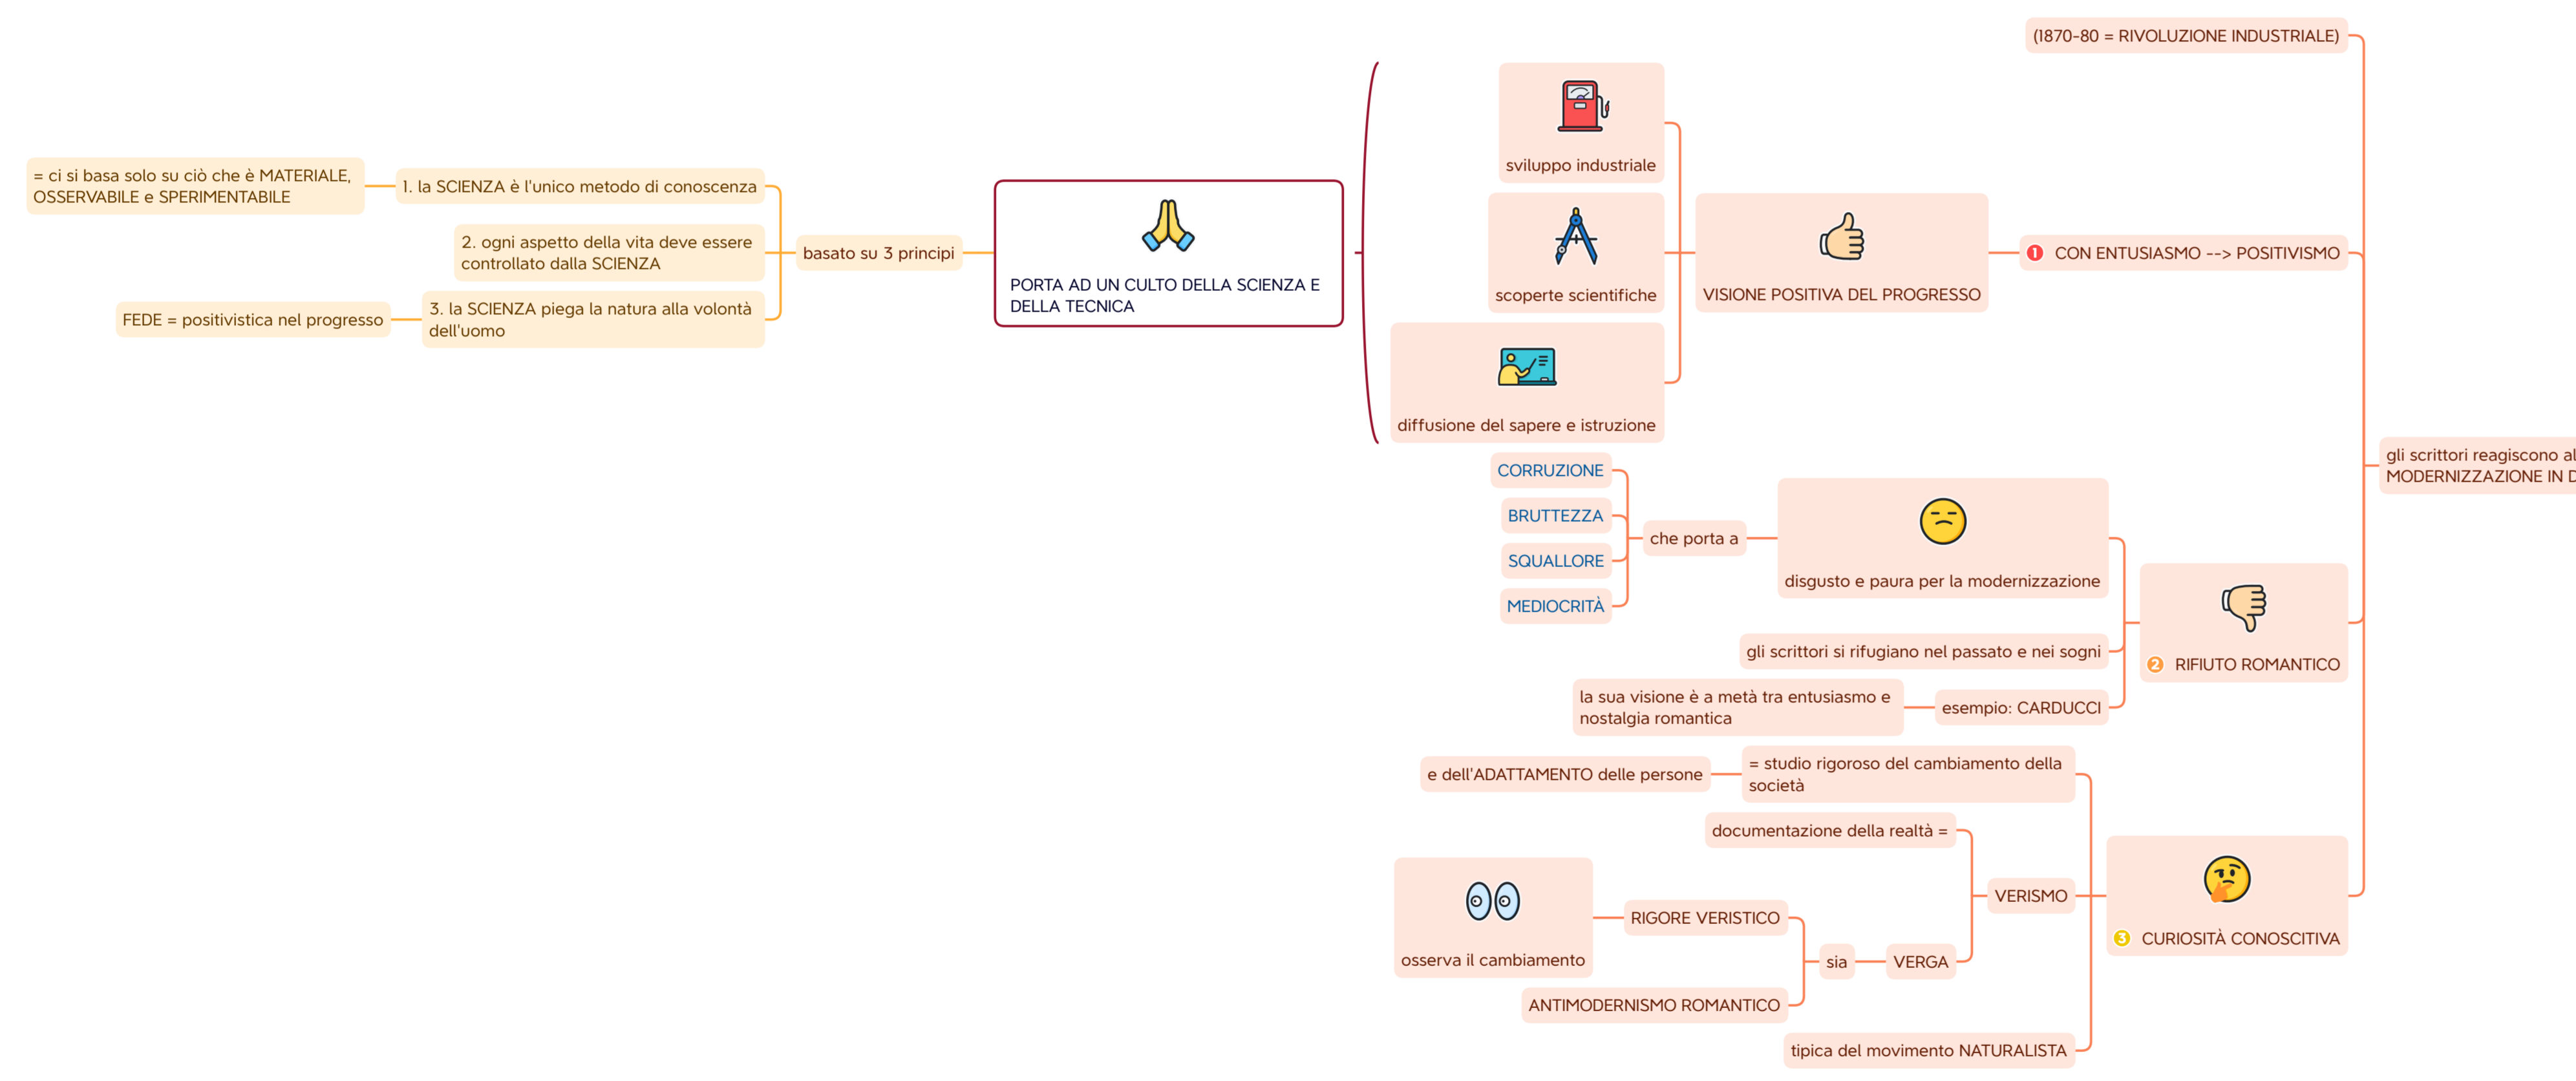 (1870-80 = RIVOLUZIONE INDUSTRIALE)
gli scrittori reagiscono al
MODERNIZZAZIONE IN D
1 CON ENTUSIASMO --> POSITIVISMO
VISIONE POSITIVA DEL PROGRESSO
sviluppo industriale
scoperte scientifiche
diffusione del sapere e istruzione
PORTA AD UN CULTO DELLA SCIENZA E
DELLA TECNICA
basato su 3 principi
1. la SCIENZA è l'unico metodo di conoscenza
= ci si basa solo su ciò che è MATERIALE,
OSSERVABILE e SPERIMENTABILE
2. ogni aspetto della vita deve essere
controllato dalla SCIENZA
3. la SCIENZA piega la natura alla volontà
dell'uomo
FEDE = positivistica nel progresso
2 RIFIUTO ROMANTICO
disgusto e paura per la modernizzazione
che porta a
CORRUZIONE
BRUTTEZZA
SQUALLORE
MEDIOCRITÀ
gli scrittori si rifugiano nel passato e nei sogni
esempio: CARDUCCI
la sua visione è a metà tra entusiasmo e
nostalgia romantica
3 CURIOSITÀ CONOSCITIVA
= studio rigoroso del cambiamento della
società
e dell'ADATTAMENTO delle persone
VERISMO
documentazione della realtà =
VERGA
sia
RIGORE VERISTICO
osserva il cambiamento
ANTIMODERNISMO ROMANTICO
tipica del movimento NATURALISTA